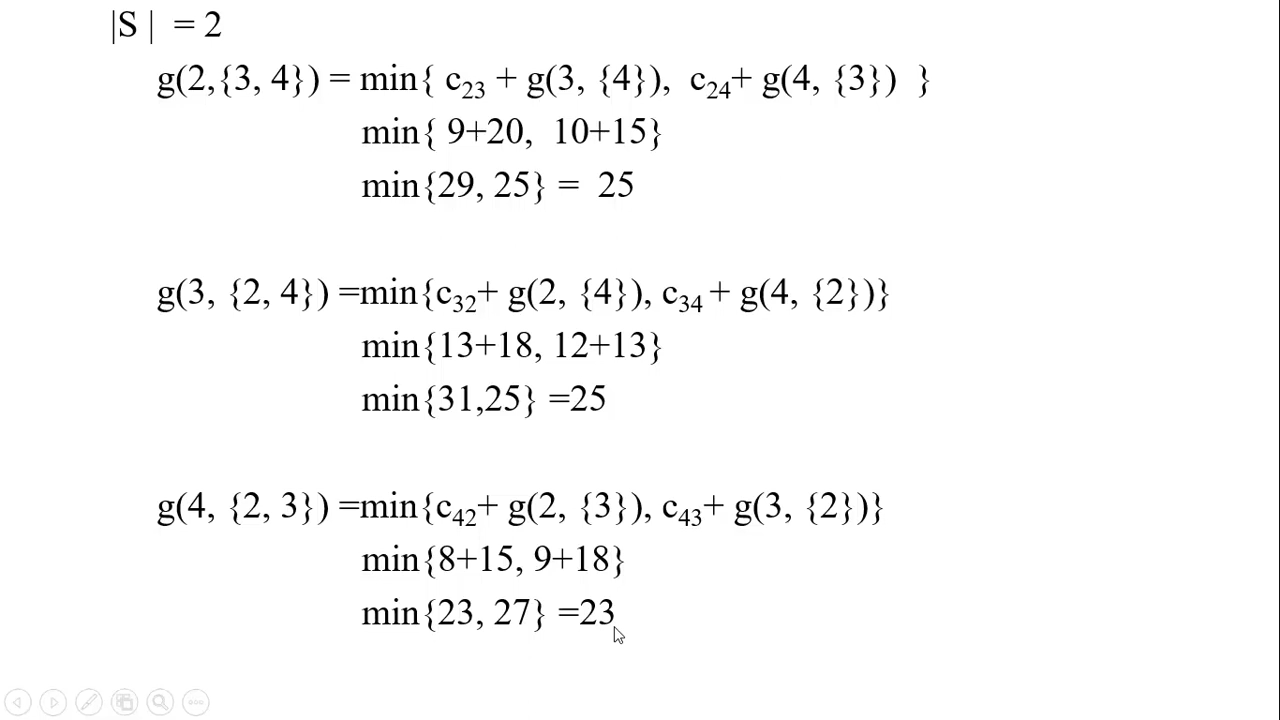 |S | = 2
g(2,{3, 4}) = min{ c₂₃ + g(3, {4}), c₂₄+ g(4, {3}) }
min{ 9+20, 10+15}
min{29, 25} = 25
g(3, {2, 4}) =min{c₃₂+ g(2, {4}), c₃₄ + g(4, {2})}
min{13+18, 12+13}
min{31,25} =25
g(4, {2, 3}) =min{c₄₂+ g(2, {3}), c₄₃+ g(3, {2})}
min{8+15, 9+18}
min{23, 27} =23